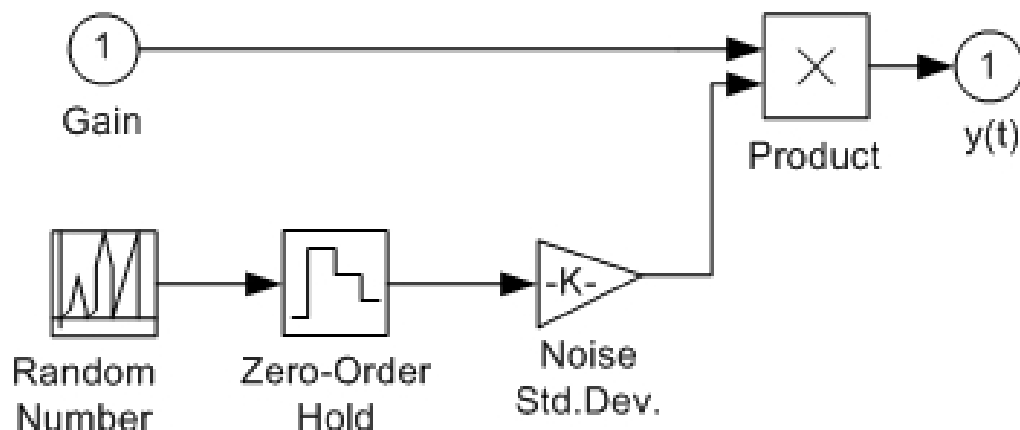 1
Gain
Product
1
y(t)
Random
Number
Zero-Order
Hold
-K-
Noise
Std.Dev.